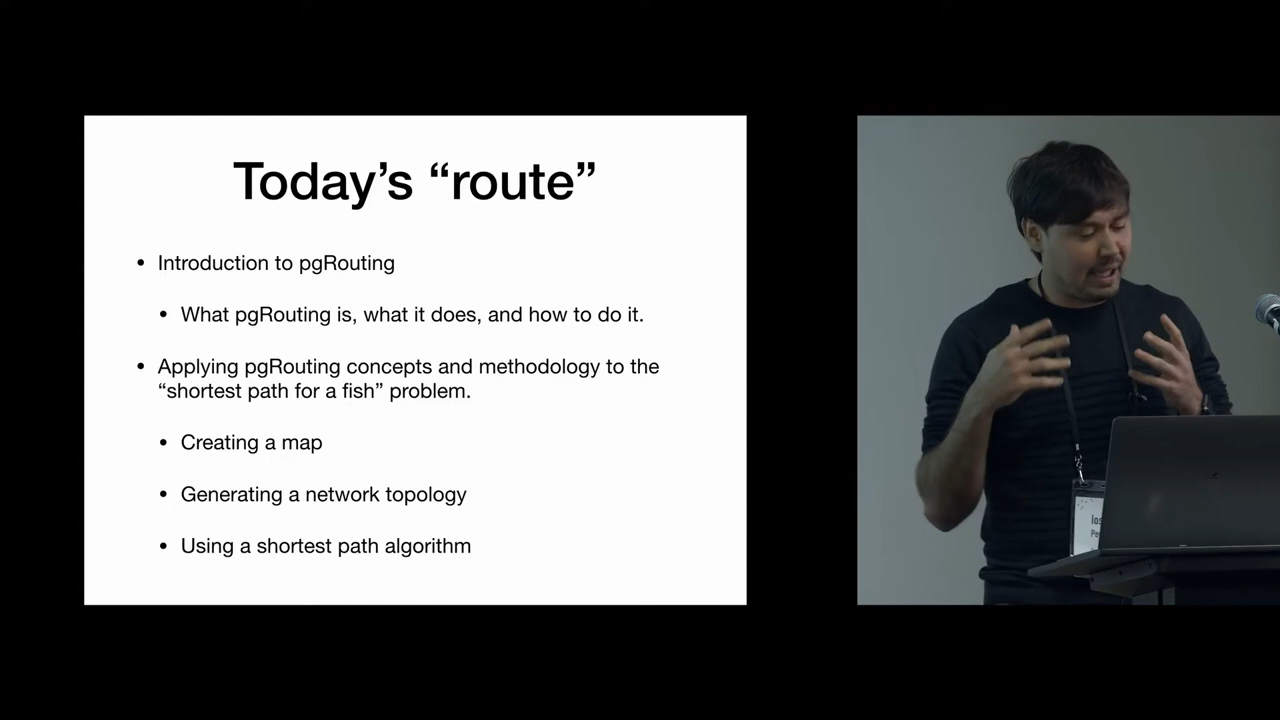 Today’s “route”
• Introduction to pgRouting
• What pgRouting is, what it does, and how to do it.
• Applying pgRouting concepts and methodology to the
“shortest path for a fish” problem.
• Creating a map
• Generating a network topology
• Using a shortest path algorithm